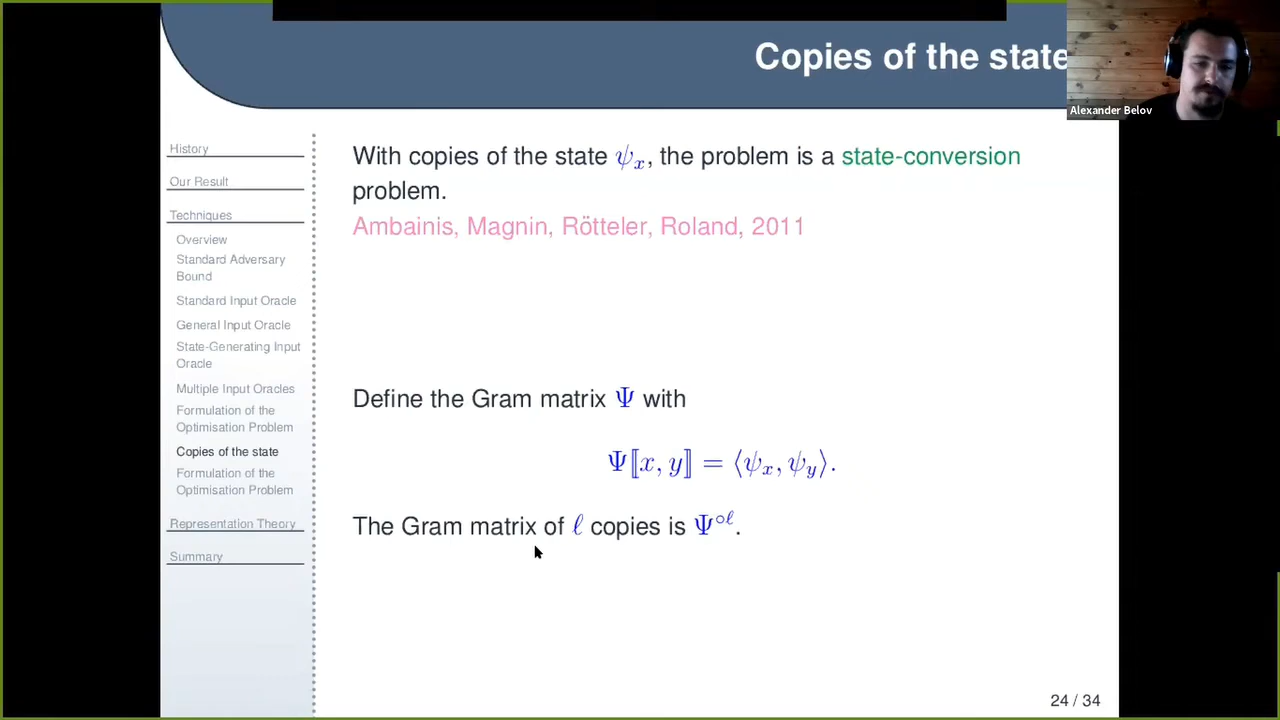 Copies of the state
Alexander Belov
History
Our Result
Techniques
Overview
Standard Adversary
Bound
Standard Input Oracle
General Input Oracle
State-Generating Input
Oracle
Multiple Input Oracles
Formulation of the
Optimisation Problem
Copies of the state
Formulation of the
Optimisation Problem
Representation Theory
Summary
With copies of the state ψₓ, the problem is a state-conversion
problem.
Ambainis, Magnin, Rötteler, Roland, 2011
Define the Gram matrix Ψ with
Ψ⟦x, y⟧ = ⟨ψₓ, ψ_y⟩.
The Gram matrix of ℓ copies is Ψ^{∘ℓ}.
24 / 34